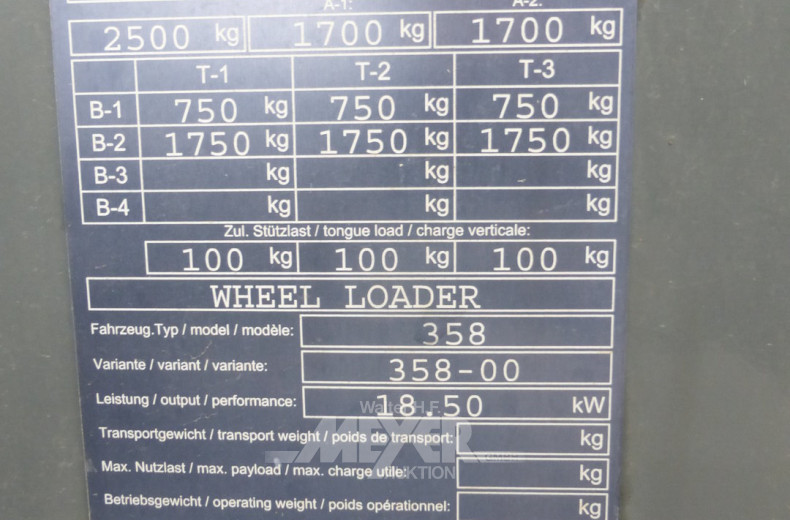 A-1: A-2:
2500 kg 1700 kg 1700 kg
T-1 T-2 T-3
B-1 750 kg 750 kg 750 kg
B-2 1750 kg 1750 kg 1750 kg
B-3 kg kg kg
B-4 kg kg kg
Zul. Stützlast / tongue load / charge verticale:
100 kg 100 kg 100 kg
WHEEL LOADER
Fahrzeug.Typ / model / modèle: 358
Variante / variant / variante: 358-00
Leistung / output / performance: 18.50 kW
Walter H.F.
MEYER
AUKTION
Transportgewicht / transport weight / poids de transport: kg
Max. Nutzlast / max. payload / max. charge utile: kg
Betriebsgewicht / operating weight / poids opérationnel: kg